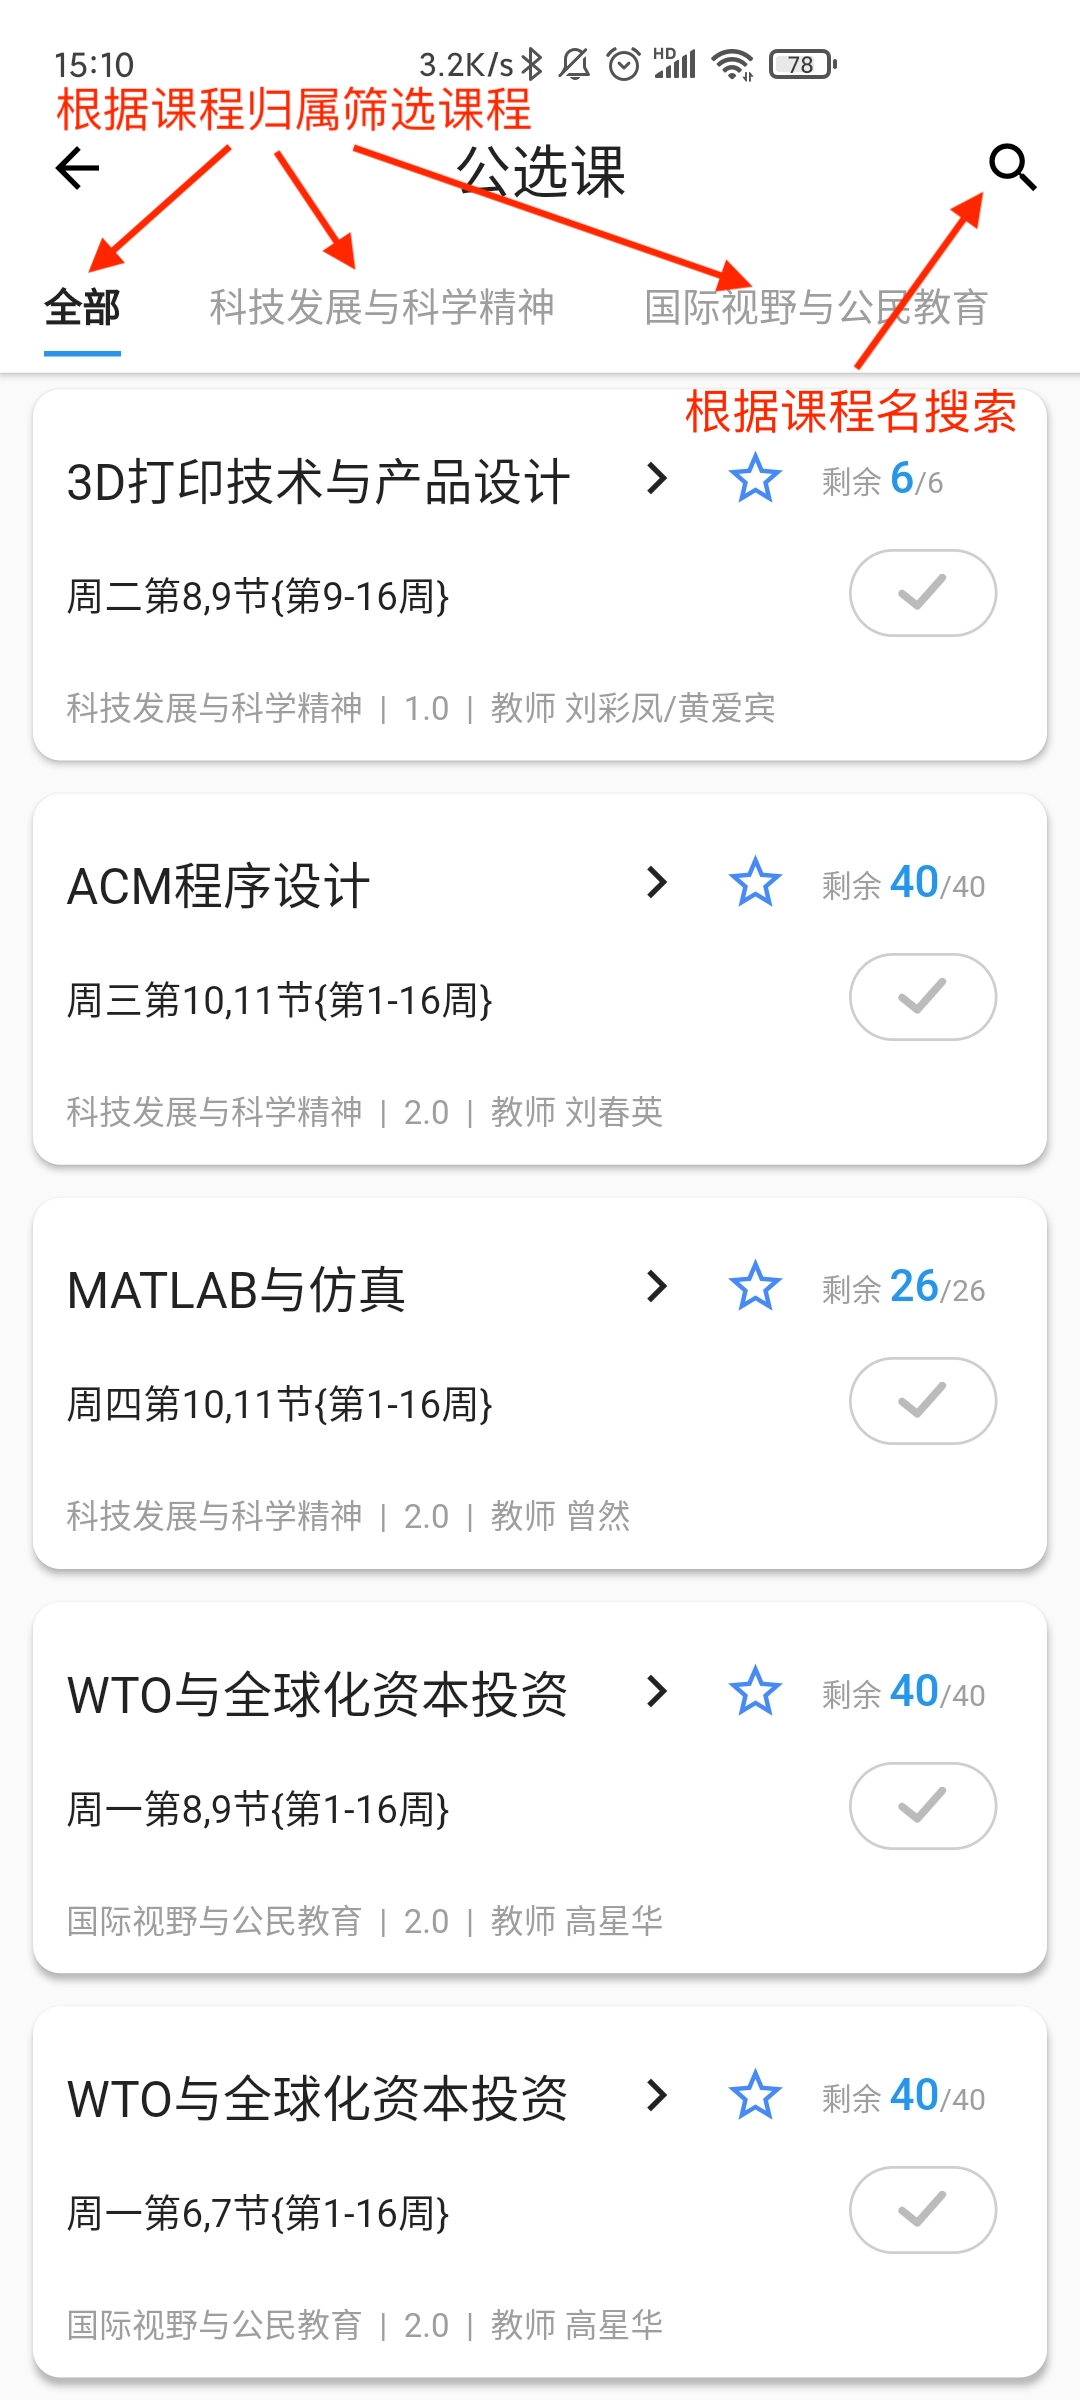 15:10 3.2K/s HD 78
根据课程归属筛选课程
公选课
全部 科技发展与科学精神 国际视野与公民教育
根据课程名搜索
3D打印技术与产品设计 剩余 6/6
周二第8,9节{第9-16周}
科技发展与科学精神 | 1.0 | 教师 刘彩凤/黄爱宾
ACM程序设计 剩余 40/40
周三第10,11节{第1-16周}
科技发展与科学精神 | 2.0 | 教师 刘春英
MATLAB与仿真 剩余 26/26
周四第10,11节{第1-16周}
科技发展与科学精神 | 2.0 | 教师 曾然
WTO与全球化资本投资 剩余 40/40
周一第8,9节{第1-16周}
国际视野与公民教育 | 2.0 | 教师 高星华
WTO与全球化资本投资 剩余 40/40
周一第6,7节{第1-16周}
国际视野与公民教育 | 2.0 | 教师 高星华